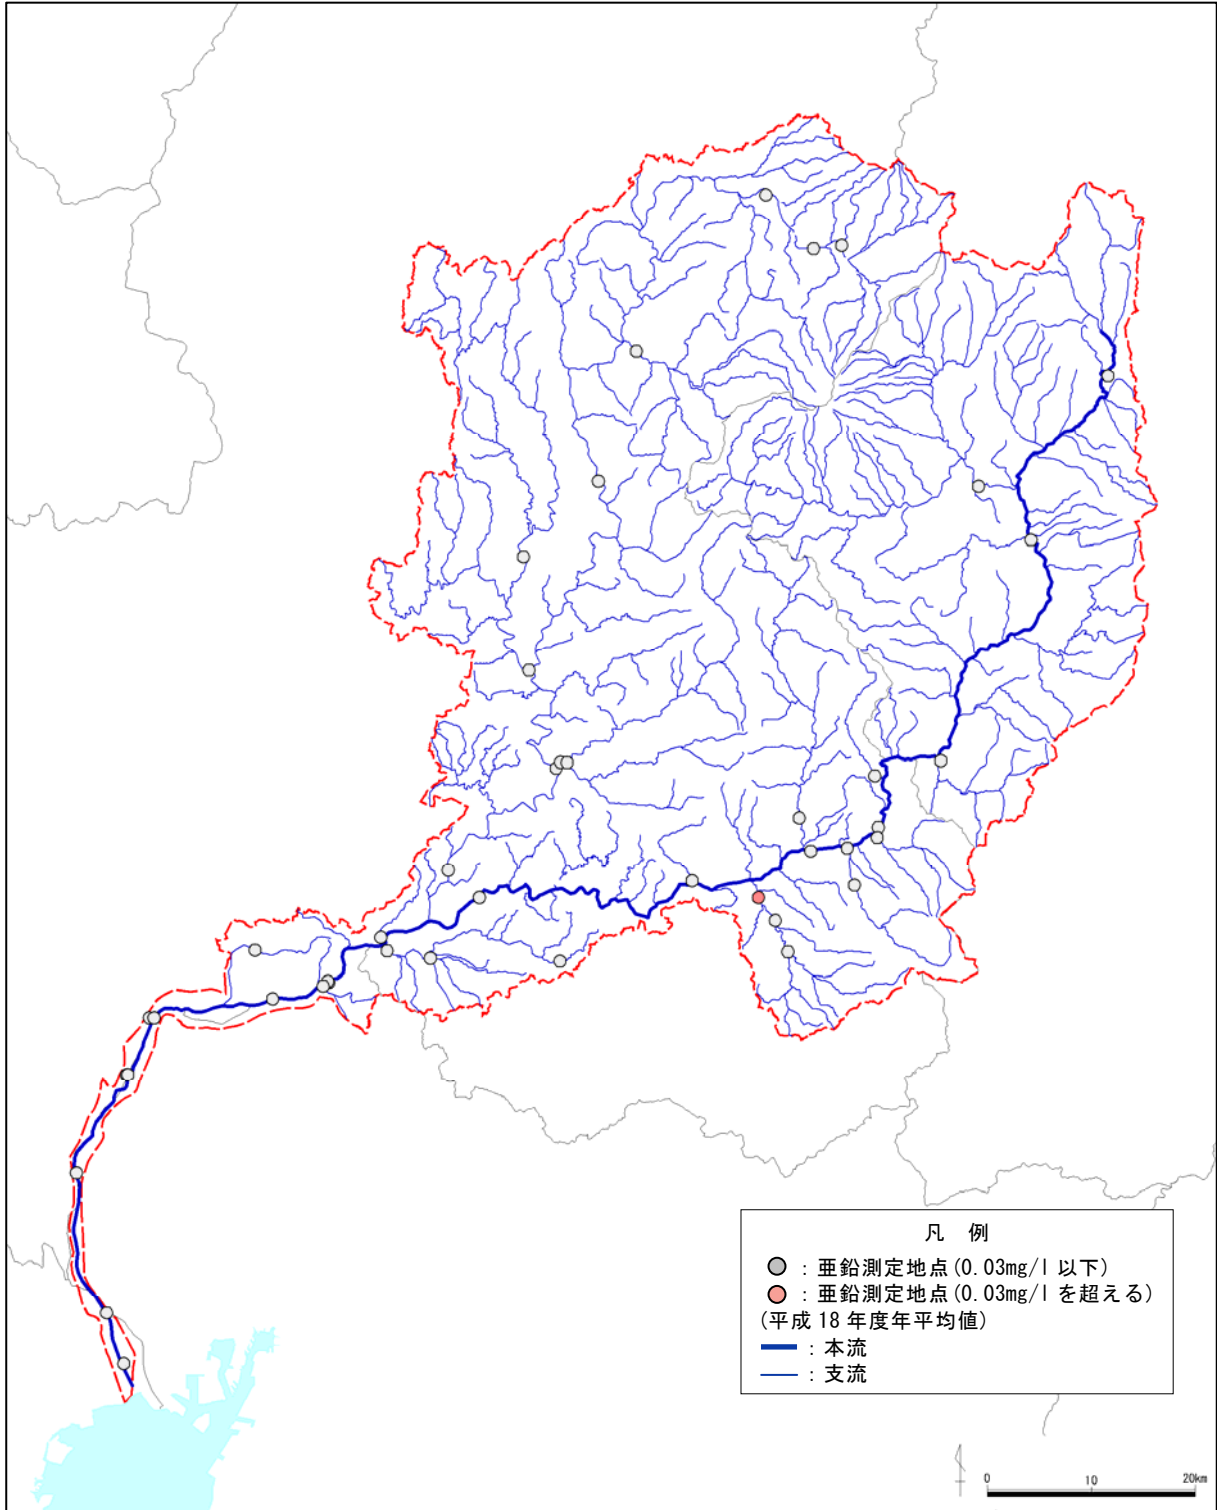 凡 例
：亜鉛測定地点(0.03mg/l 以下)
：亜鉛測定地点(0.03mg/l を超える)
(平成 18 年度年平均値)
：本流
：支流
0 10 20km